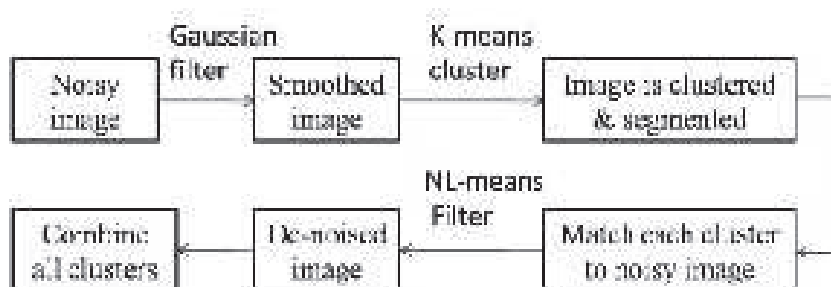 Gaussian
filter
K means
cluster
Noisy
image
Smoothed
image
Image is clustered
& segmented
NL-means
Filter
Combine
all clusters
De-noised
image
Match each cluster
to noisy image